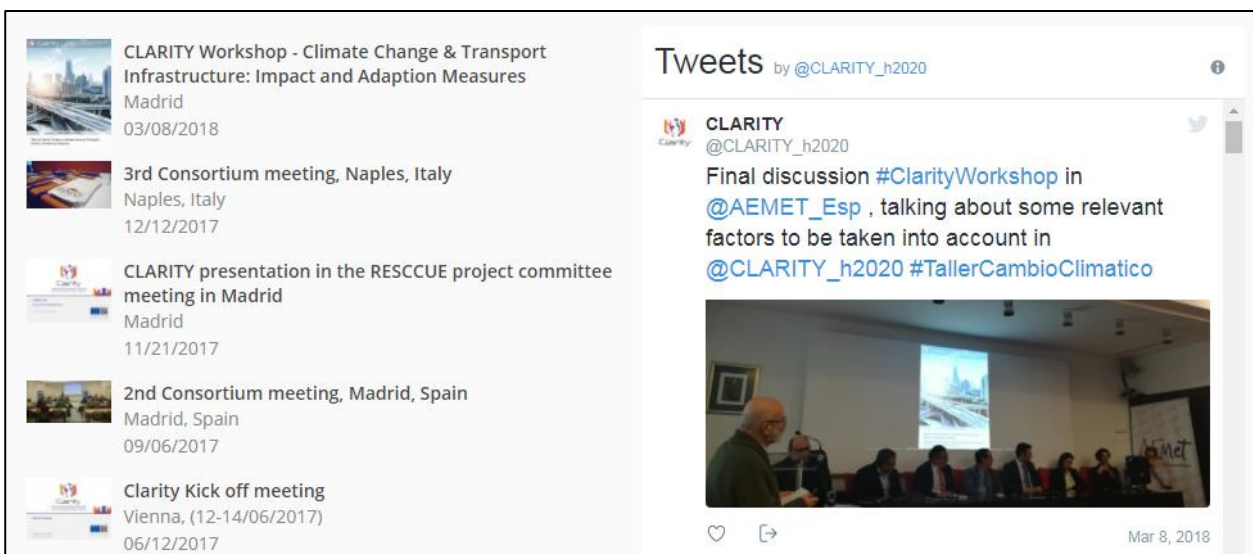 CLARITY Workshop - Climate Change & Transport
Infrastructure: Impact and Adaption Measures
Madrid
03/08/2018
3rd Consortium meeting, Naples, Italy
Naples, Italy
12/12/2017
CLARITY presentation in the RESCCUE project committee
meeting in Madrid
Madrid
11/21/2017
2nd Consortium meeting, Madrid, Spain
Madrid, Spain
09/06/2017
Clarity Kick off meeting
Vienna, (12-14/06/2017)
06/12/2017
Tweets by @CLARITY_h2020
CLARITY
@CLARITY_h2020
Final discussion #ClarityWorkshop in
@AEMET_Esp , talking about some relevant
factors to be taken into account in
@CLARITY_h2020 #TallerCambioClimatico
AEMet
Mar 8, 2018
Clarity
Clarity
Clarity